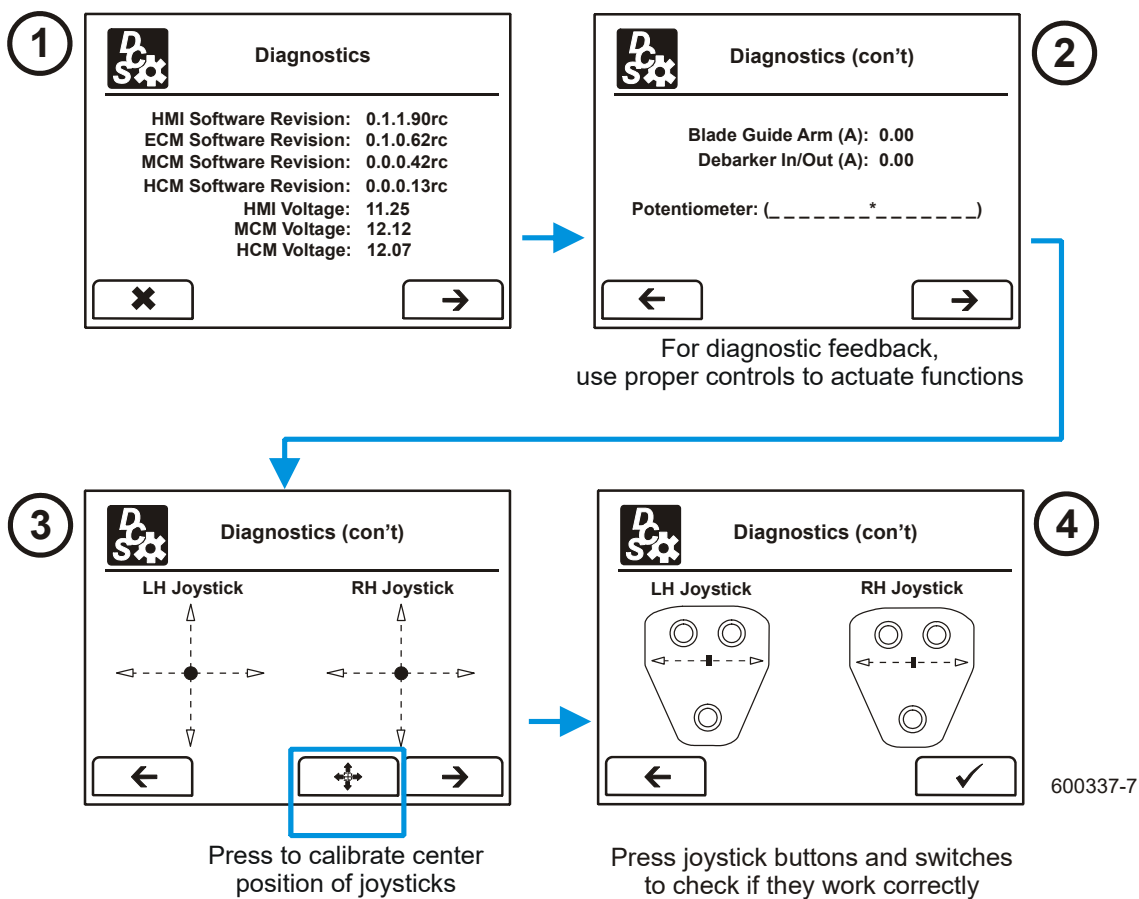 1
DCS
Diagnostics
HMI Software Revision: 0.1.1.90rc
ECM Software Revision: 0.1.0.62rc
MCM Software Revision: 0.0.0.42rc
HCM Software Revision: 0.0.0.13rc
HMI Voltage: 11.25
MCM Voltage: 12.12
HCM Voltage: 12.07
2
DCS
Diagnostics (con't)
Blade Guide Arm (A): 0.00
Debarker In/Out (A): 0.00
Potentiometer: (_ _ _ _ _ _ _*_ _ _ _ _ _ _)
For diagnostic feedback,
use proper controls to actuate functions
3
DCS
Diagnostics (con't)
LH Joystick RH Joystick
Press to calibrate center
position of joysticks
4
DCS
Diagnostics (con't)
LH Joystick RH Joystick
Press joystick buttons and switches
to check if they work correctly
600337-7